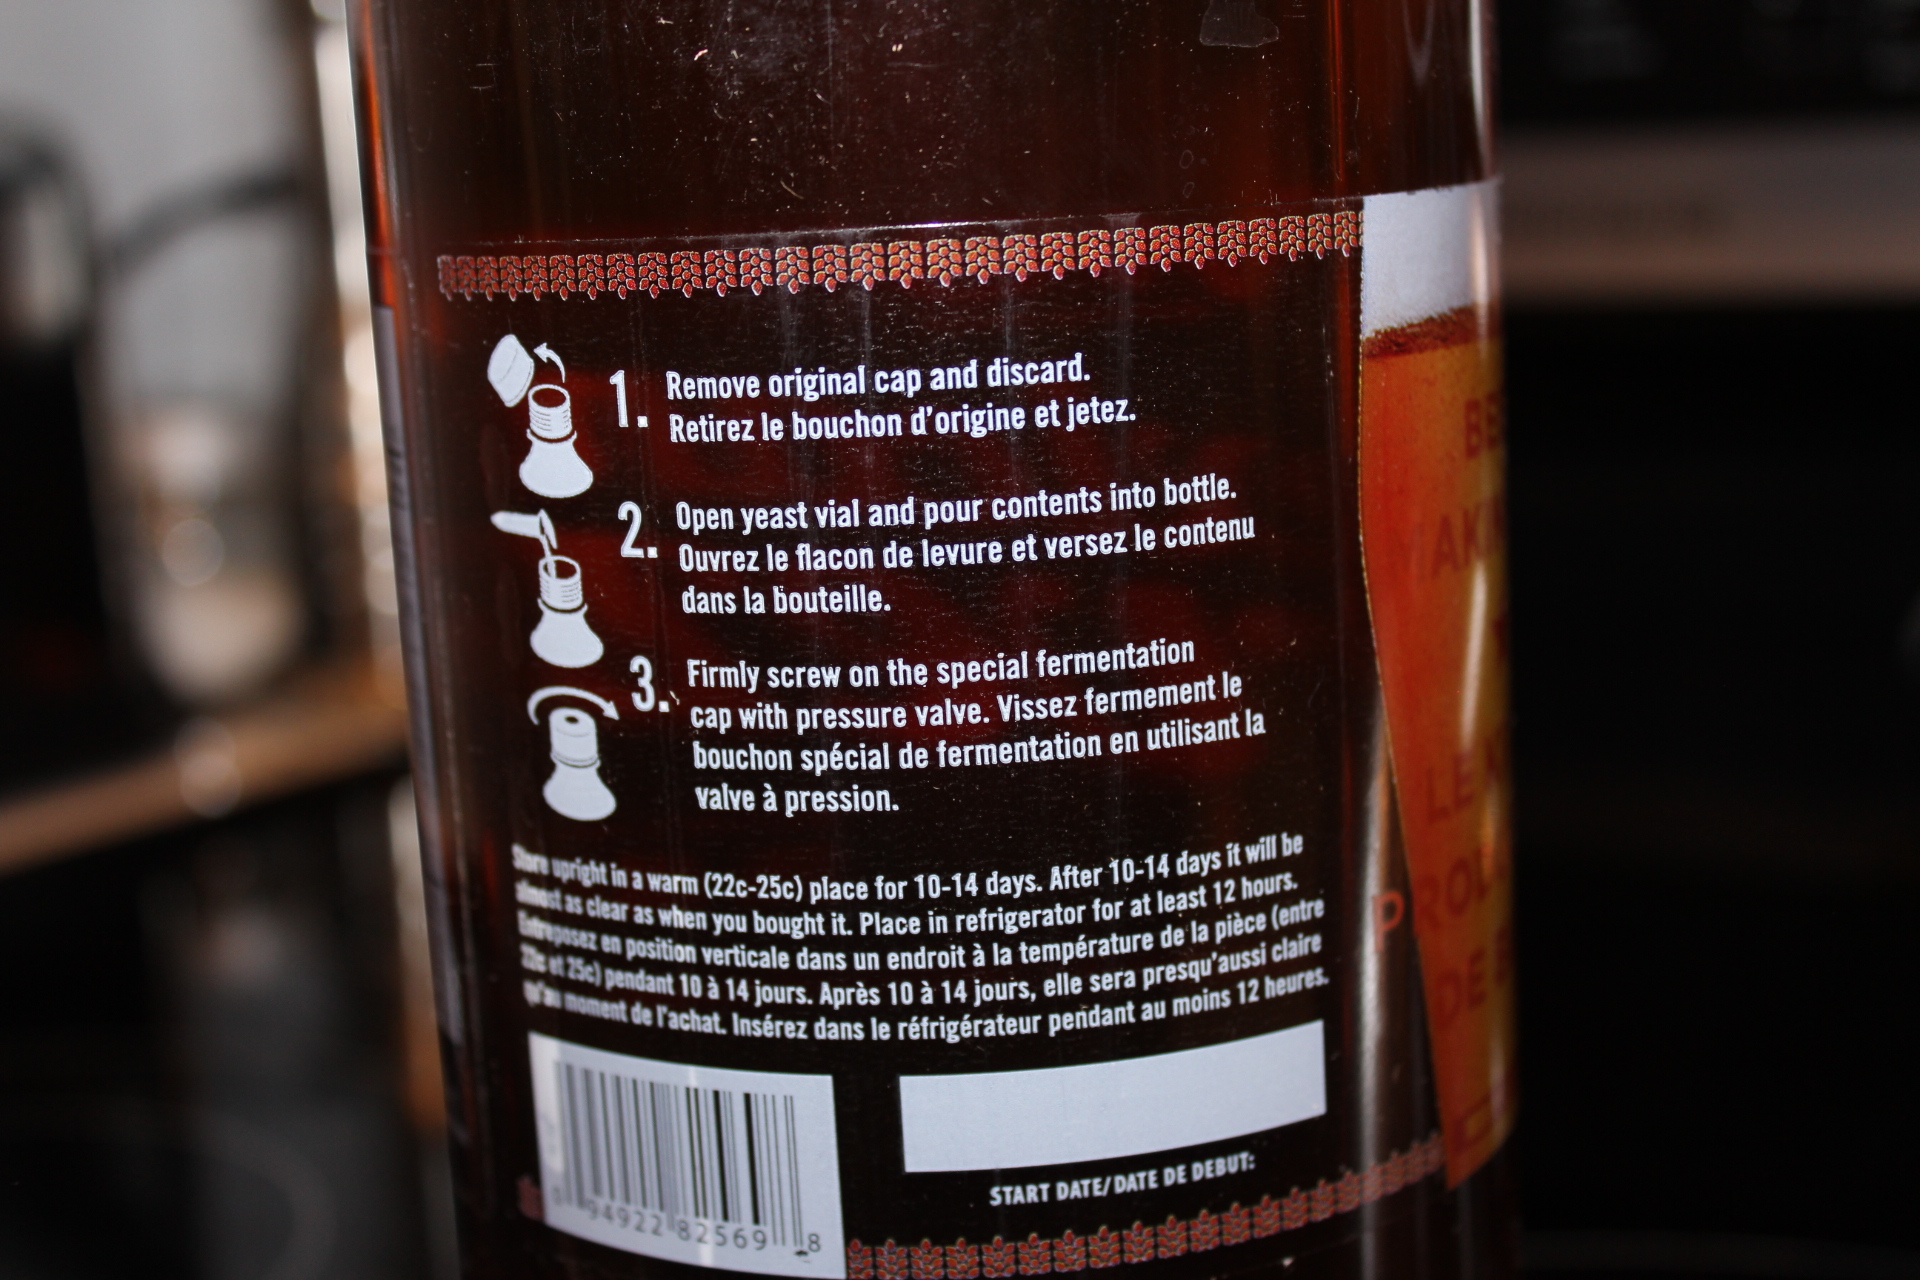 1. Remove original cap and discard.
Retirez le bouchon d'origine et jetez.
2. Open yeast vial and pour contents into bottle.
Ouvrez le flacon de levure et versez le contenu
dans la bouteille.
3. Firmly screw on the special fermentation
cap with pressure valve. Vissez fermement le
bouchon spécial de fermentation en utilisant la
valve à pression.
Store upright in a warm (22c-25c) place for 10-14 days. After 10-14 days it will be
almost as clear as when you bought it. Place in refrigerator for at least 12 hours.
Entreposez en position verticale dans un endroit à la température de la pièce (entre
22c et 25c) pendant 10 à 14 jours. Après 10 à 14 jours, elle sera presqu'aussi claire
qu'au moment de l'achat. Insérez dans le réfrigérateur pendant au moins 12 heures.
START DATE/DATE DE DEBUT:
94922 82569 8
DE